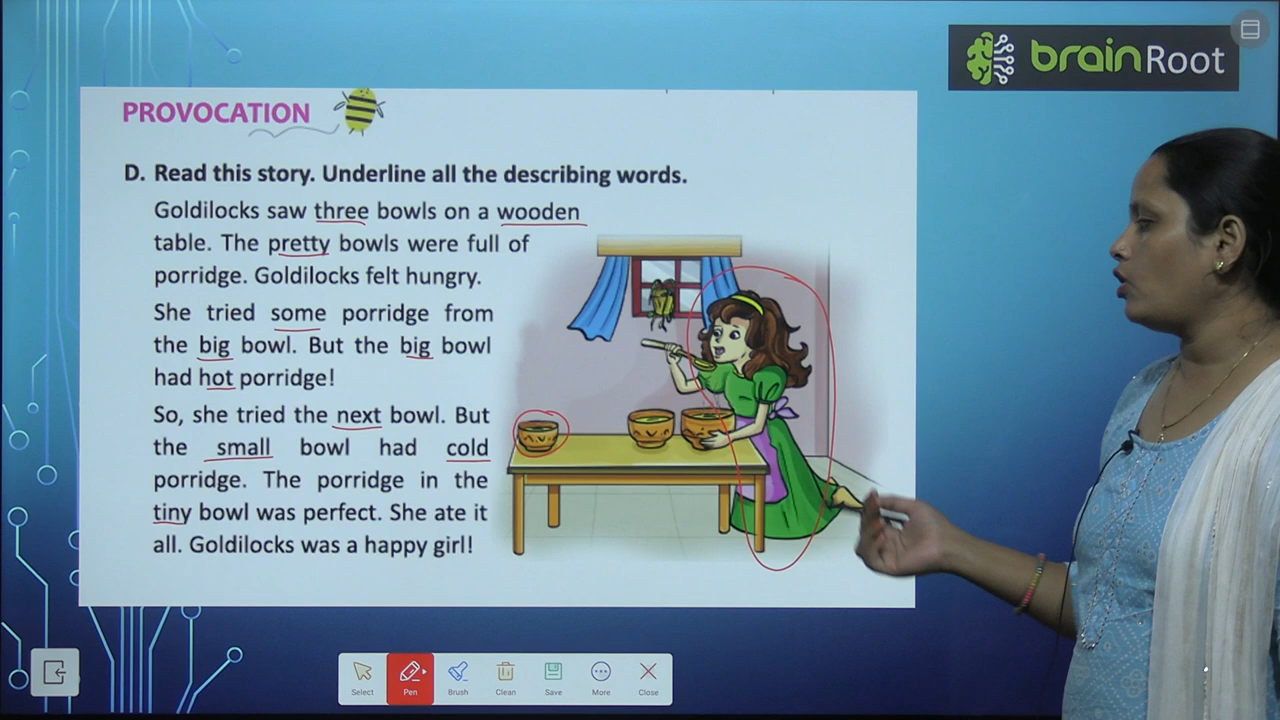 brainRoot
PROVOCATION
D. Read this story. Underline all the describing words.
Goldilocks saw three bowls on a wooden
table. The pretty bowls were full of
porridge. Goldilocks felt hungry.
She tried some porridge from
the big bowl. But the big bowl
had hot porridge!
So, she tried the next bowl. But
the small bowl had cold
porridge. The porridge in the
tiny bowl was perfect. She ate it
all. Goldilocks was a happy girl!
Select Pen Brush Clean Save More Close